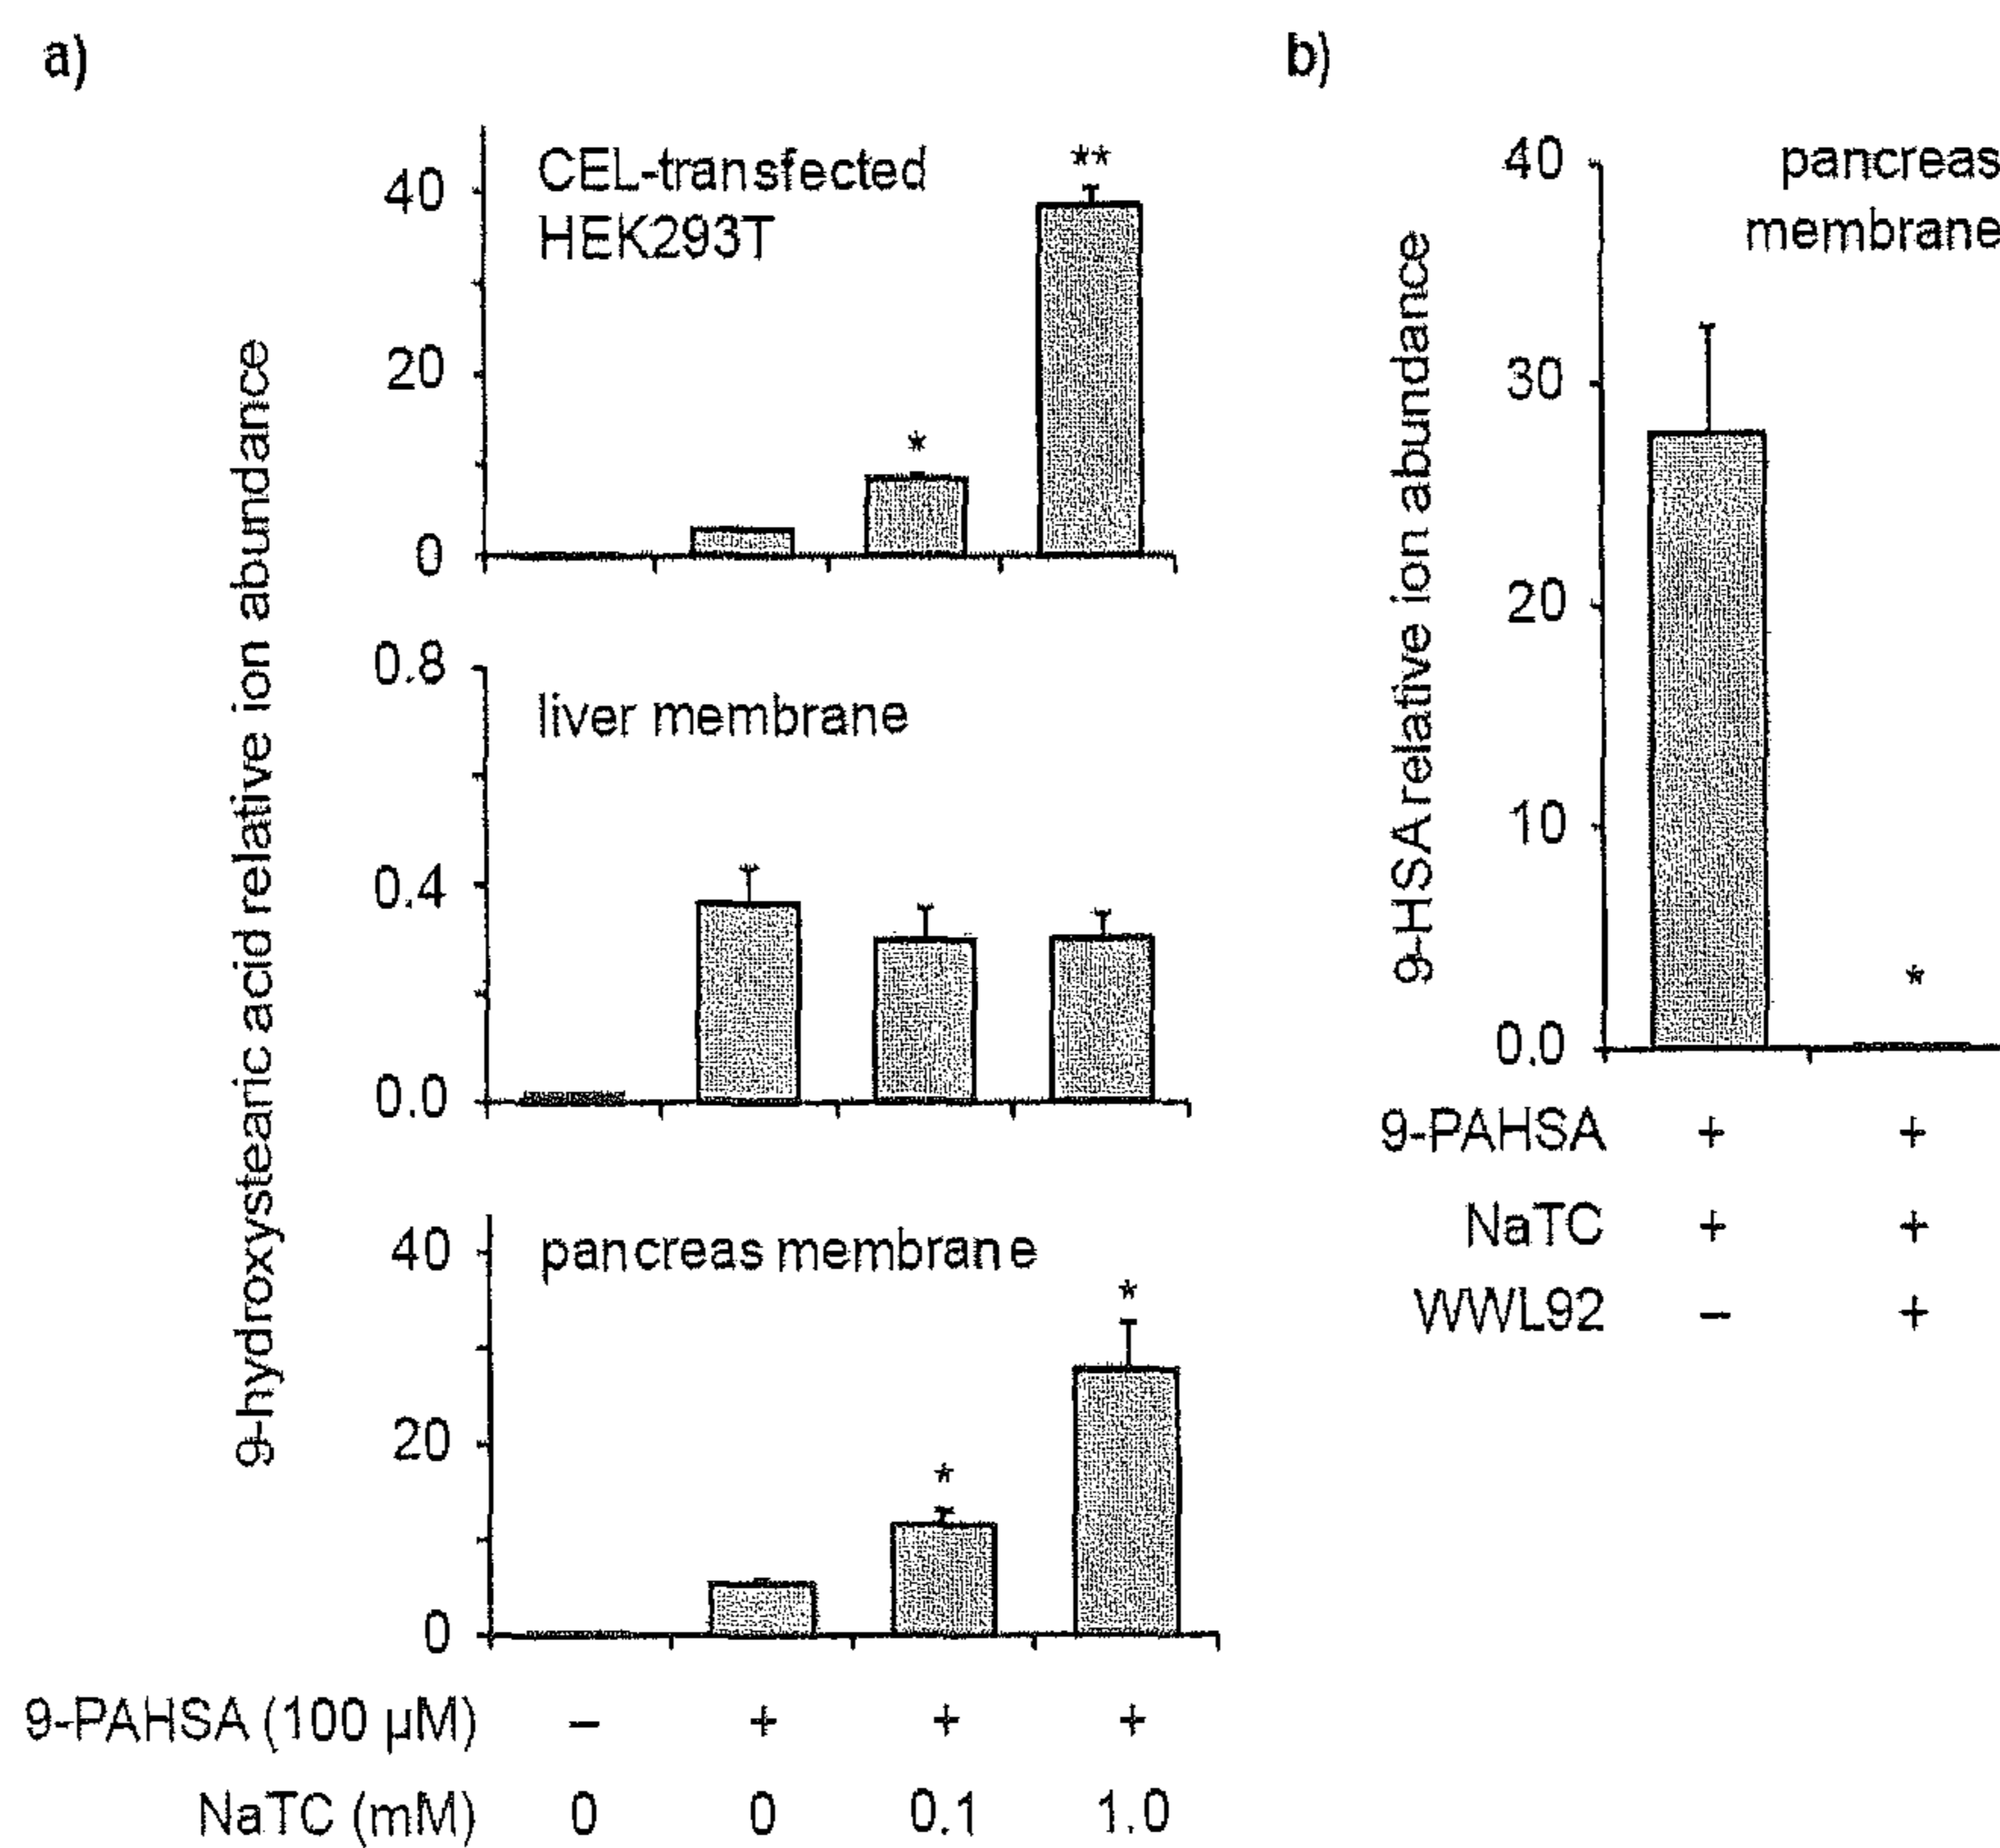 a)
9-hydroxystearic acid relative ion abundance
CEL-transfected
HEK293T
40
20
0
*
**
liver membrane
0.8
0.4
0.0
pancreas membrane
40
20
0
*
*
9-PAHSA (100 µM) – + + +
NaTC (mM) 0 0 0.1 1.0
b)
9-HSA relative ion abundance
pancreas
membrane
40
30
20
10
0.0
*
9-PAHSA + +
NaTC + +
WWL92 – +